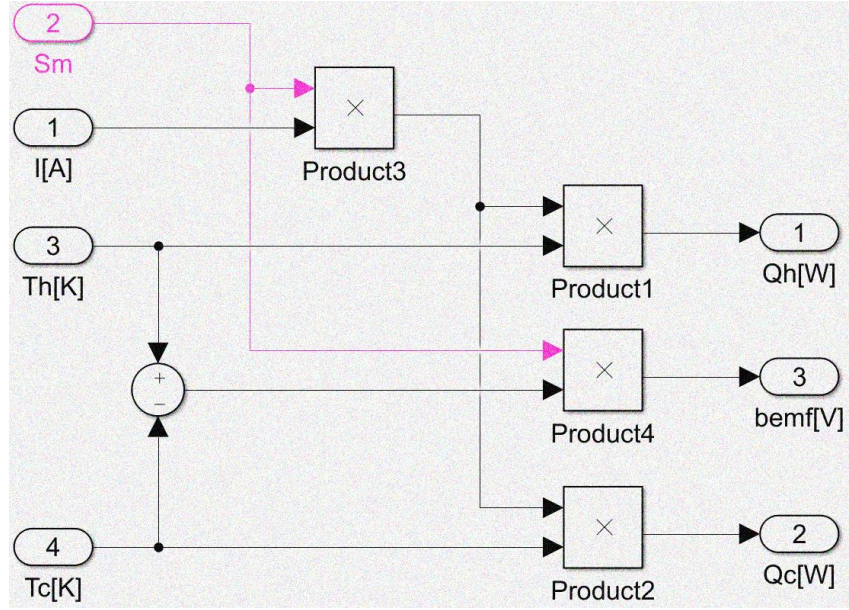 2
Sm
1
I[A]
×
Product3
3
Th[K]
×
Product1
1
Qh[W]
+
−
×
Product4
3
bemf[V]
4
Tc[K]
×
Product2
2
Qc[W]